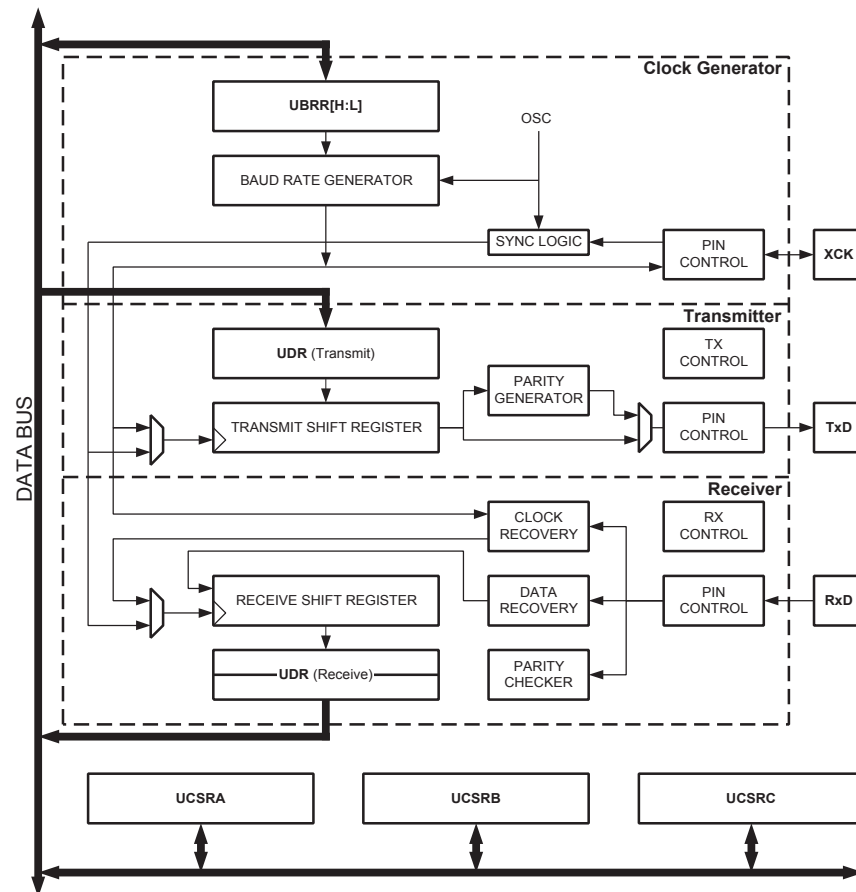 Clock Generator
UBRR[H:L]
OSC
BAUD RATE GENERATOR
SYNC LOGIC
PIN
CONTROL
XCK
Transmitter
UDR (Transmit)
TX
CONTROL
PARITY
GENERATOR
TRANSMIT SHIFT REGISTER
PIN
CONTROL
TxD
DATA BUS
Receiver
CLOCK
RECOVERY
RX
CONTROL
RECEIVE SHIFT REGISTER
DATA
RECOVERY
PIN
CONTROL
RxD
UDR (Receive)
PARITY
CHECKER
UCSRA
UCSRB
UCSRC